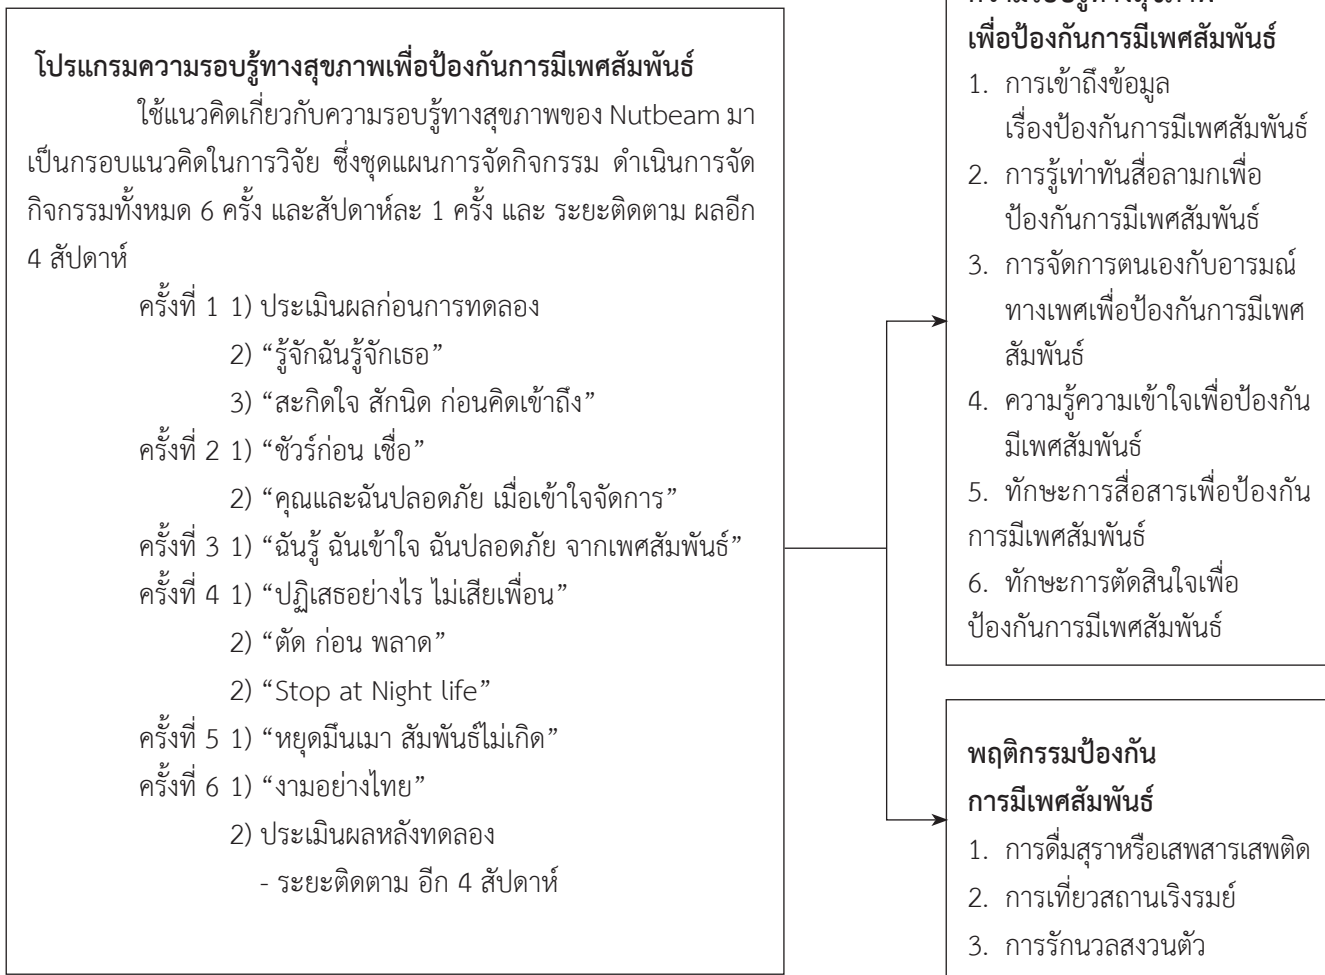 โปรแกรมความรอบรู้ทางสุขภาพเพื่อป้องกันการมีเพศสัมพันธ์
ใช้แนวคิดเกี่ยวกับความรอบรู้ทางสุขภาพของ Nutbeam มา
เป็นกรอบแนวคิดในการวิจัย ซึ่งชุดแผนการจัดกิจกรรม ดำเนินการจัด
กิจกรรมทั้งหมด 6 ครั้ง และสัปดาห์ละ 1 ครั้ง และ ระยะติดตาม ผลอีก
4 สัปดาห์
ครั้งที่ 1 1) ประเมินผลก่อนการทดลอง
2) “รู้จักฉันรู้จักเธอ”
3) “สะกิดใจ สักนิด ก่อนคิดเข้าถึง”
ครั้งที่ 2 1) “ชัวร์ก่อน เชื่อ”
2) “คุณและฉันปลอดภัย เมื่อเข้าใจจัดการ”
ครั้งที่ 3 1) “ฉันรู้ ฉันเข้าใจ ฉันปลอดภัย จากเพศสัมพันธ์”
ครั้งที่ 4 1) “ปฏิเสธอย่างไร ไม่เสียเพื่อน”
2) “ตัด ก่อน พลาด”
2) “Stop at Night life”
ครั้งที่ 5 1) “หยุดมึนเมา สัมพันธ์ไม่เกิด”
ครั้งที่ 6 1) “งามอย่างไทย”
2) ประเมินผลหลังทดลอง
- ระยะติดตาม อีก 4 สัปดาห์
เพื่อป้องกันการมีเพศสัมพันธ์
1. การเข้าถึงข้อมูล
เรื่องป้องกันการมีเพศสัมพันธ์
2. การรู้เท่าทันสื่อลามกเพื่อ
ป้องกันการมีเพศสัมพันธ์
3. การจัดการตนเองกับอารมณ์
ทางเพศเพื่อป้องกันการมีเพศ
สัมพันธ์
4. ความรู้ความเข้าใจเพื่อป้องกัน
มีเพศสัมพันธ์
5. ทักษะการสื่อสารเพื่อป้องกัน
การมีเพศสัมพันธ์
6. ทักษะการตัดสินใจเพื่อ
ป้องกันการมีเพศสัมพันธ์
พฤติกรรมป้องกัน
การมีเพศสัมพันธ์
1. การดื่มสุราหรือเสพสารเสพติด
2. การเที่ยวสถานเริงรมย์
3. การรักนวลสงวนตัว